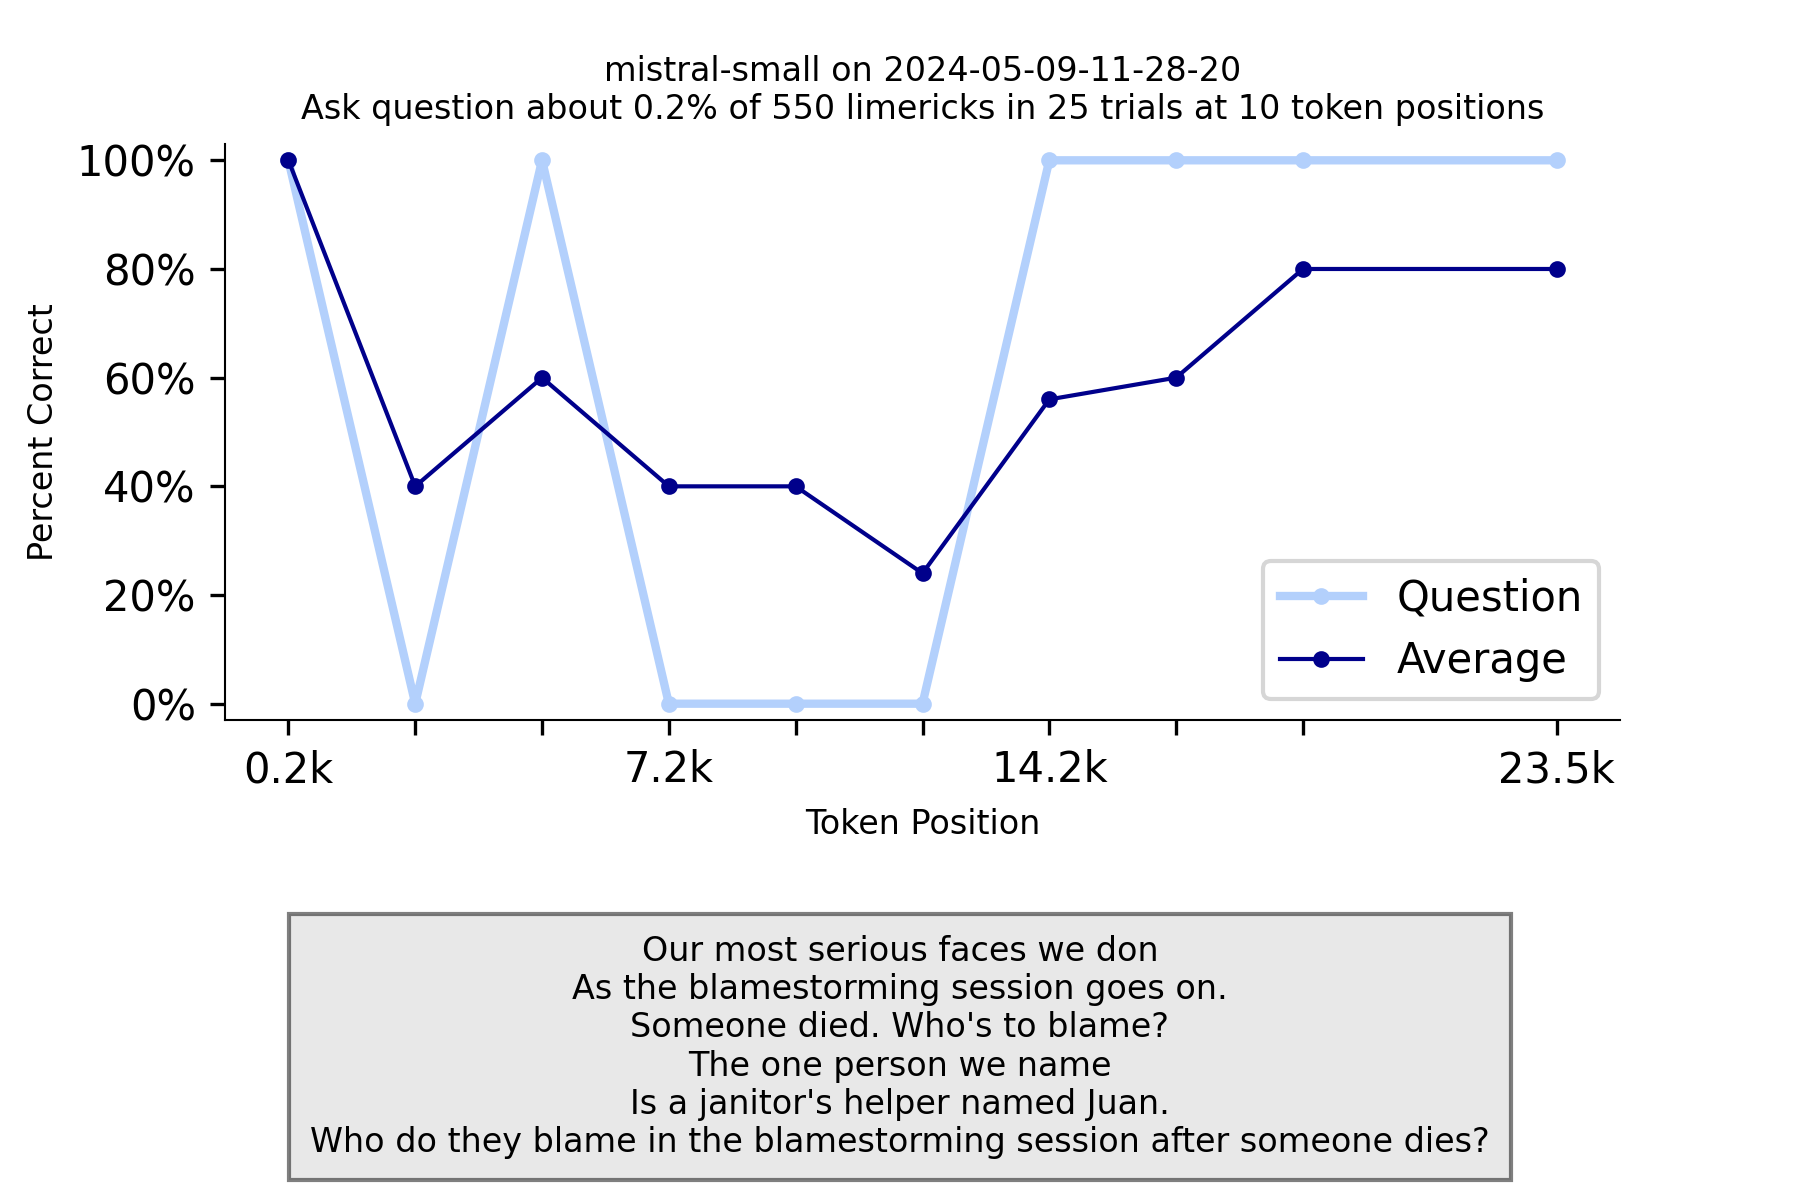 mistral-small on 2024-05-09-11-28-20
Ask question about 0.2% of 550 limericks in 25 trials at 10 token positions
100%
80%
60%
40%
20%
0%
Percent Correct
Question
Average
0.2k
7.2k
14.2k
23.5k
Token Position
Our most serious faces we don
As the blamestorming session goes on.
Someone died. Who's to blame?
The one person we name
Is a janitor's helper named Juan.
Who do they blame in the blamestorming session after someone dies?